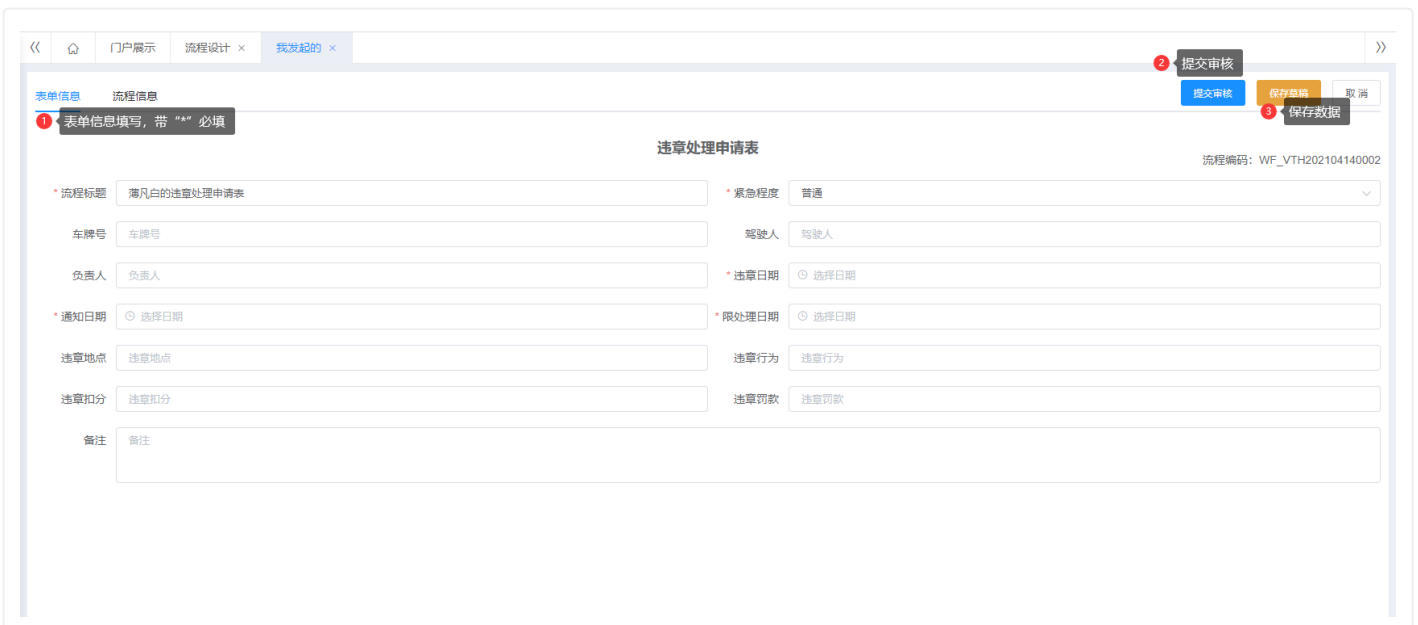 门户展示 流程设计 × 我发起的 ×
2 提交审核
表单信息 流程信息 提交审核 保存草稿 取 消
1 表单信息填写，带“*”必填 3 保存数据
违章处理申请表
流程编码：WF_VTH202104140002
* 流程标题 薄凡白的违章处理申请表 * 紧急程度 普通
车牌号 车牌号 驾驶人 驾驶人
负责人 负责人 * 违章日期 选择日期
* 通知日期 选择日期 * 限处理日期 选择日期
违章地点 违章地点 违章行为 违章行为
违章扣分 违章扣分 违章罚款 违章罚款
备注 备注